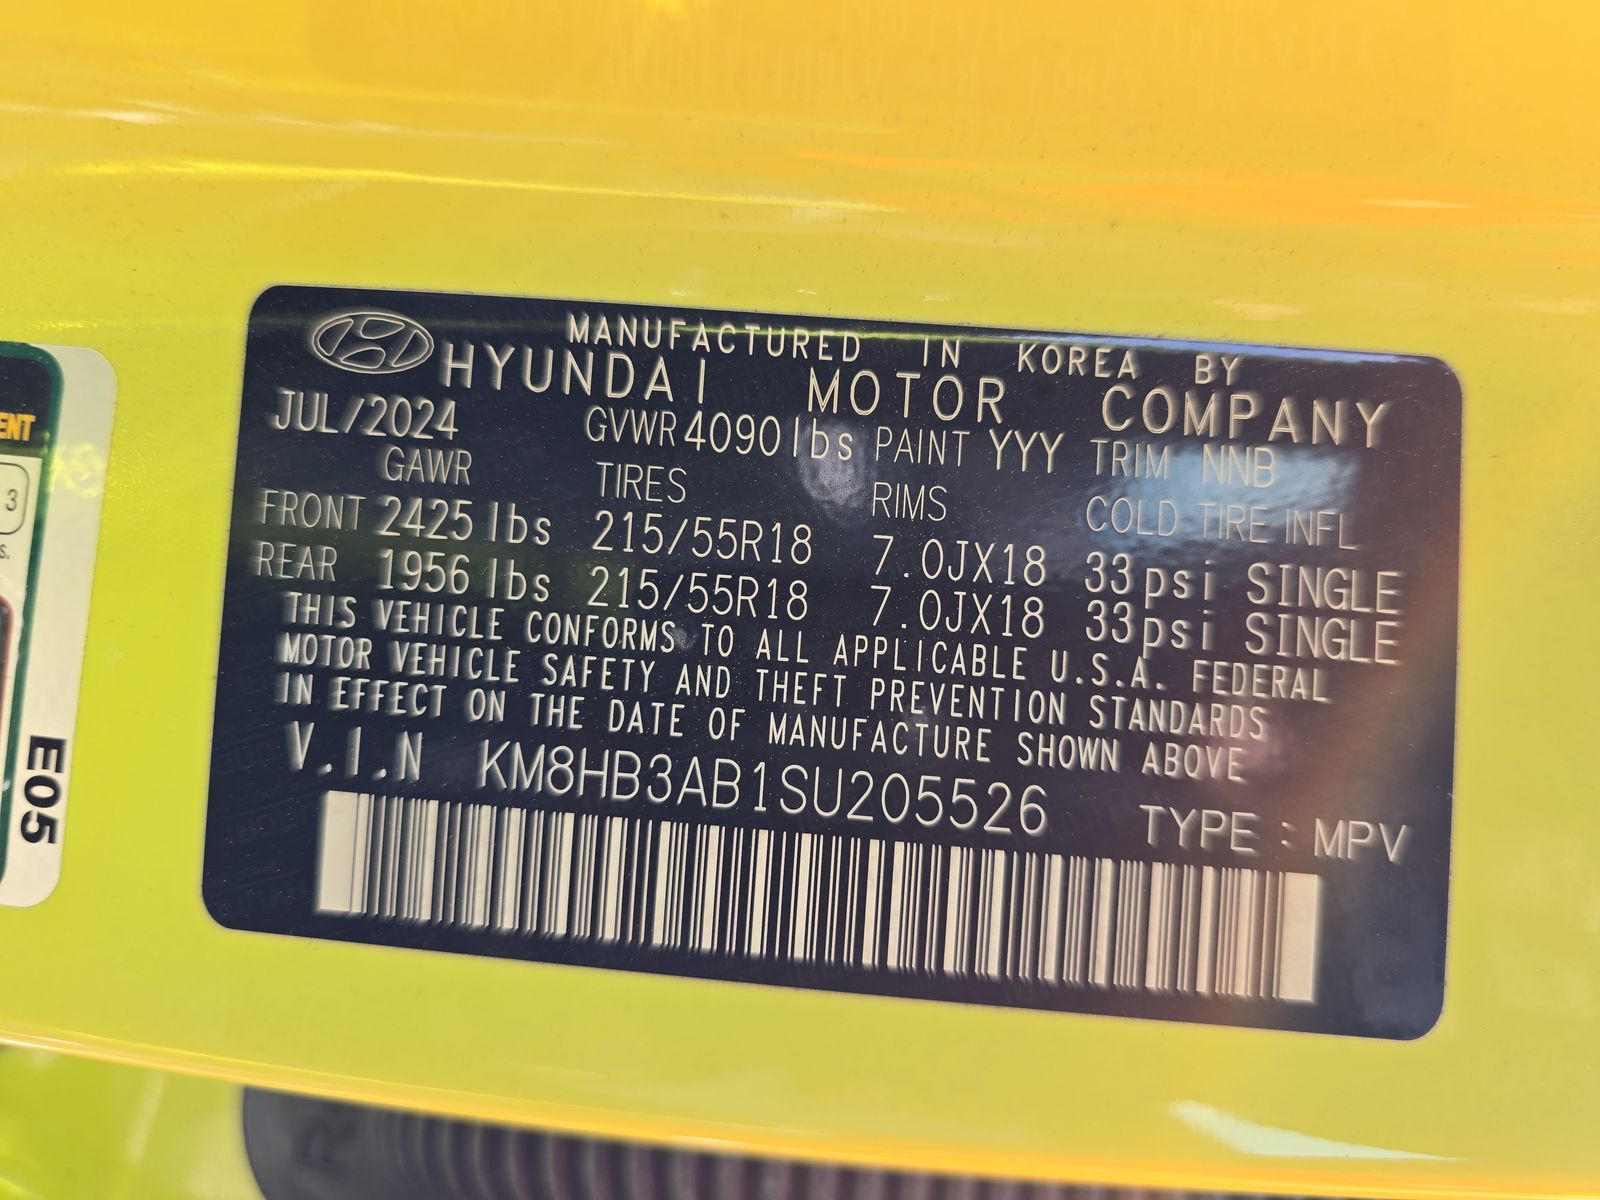 MANUFACTURED IN KOREA BY
HYUNDAI MOTOR COMPANY
JUL/2024 GVWR 4090 lbs PAINT YYY TRIM NNB
GAWR TIRES RIMS COLD TIRE INFL
FRONT 2425 lbs 215/55R18 7.0JX18 33psi SINGLE
REAR 1956 lbs 215/55R18 7.0JX18 33psi SINGLE
THIS VEHICLE CONFORMS TO ALL APPLICABLE U.S.A. FEDERAL
MOTOR VEHICLE SAFETY AND THEFT PREVENTION STANDARDS
IN EFFECT ON THE DATE OF MANUFACTURE SHOWN ABOVE
V.I.N KM8HB3AB1SU205526 TYPE : MPV
ENT
3
S.
E05